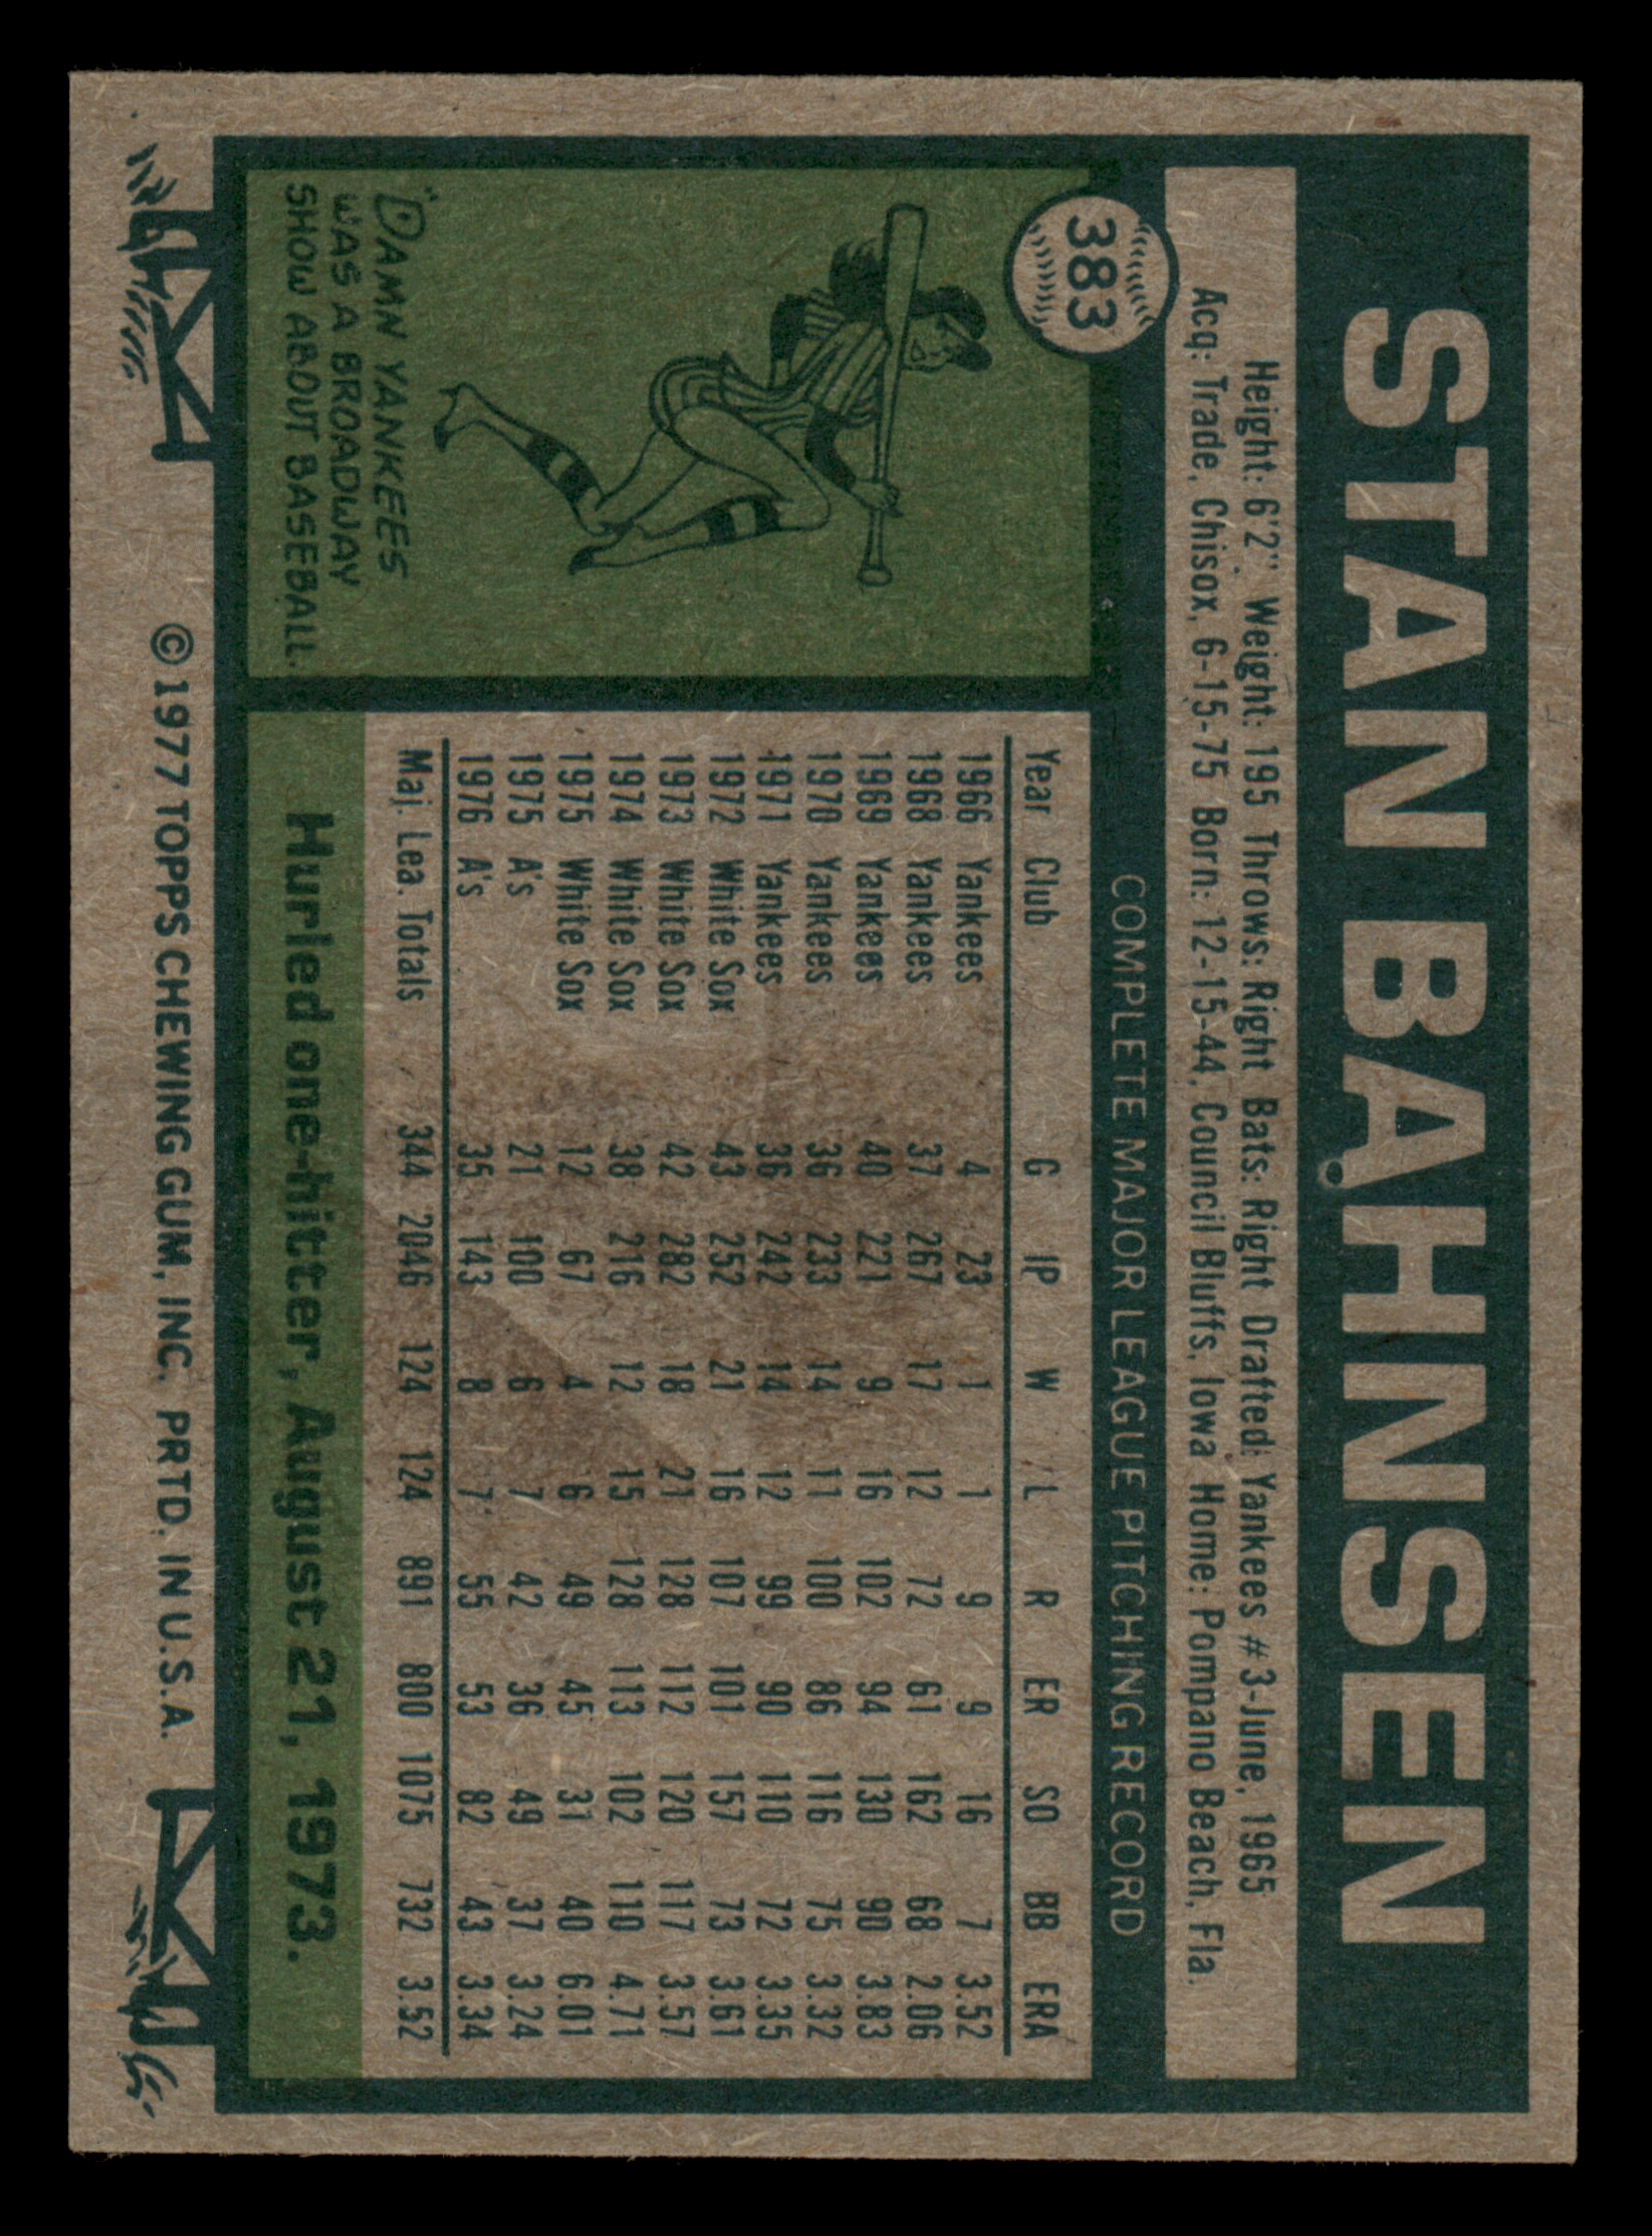 STAN BAHNSEN
Height: 6'2" Weight: 195 Throws: Right Bats: Right Drafted: Yankees #3-June, 1965
Acq: Trade, Chisox, 6-15-75 Born: 12-15-44, Council Bluffs, Iowa Home: Pompano Beach, Fla.
383
COMPLETE MAJOR LEAGUE PITCHING RECORD
Year Club G IP W L R ER SO BB ERA
1966 Yankees 4 23 1 1 9 9 16 7 3.52
1968 Yankees 37 267 17 12 72 61 162 68 2.06
1969 Yankees 40 221 9 16 102 94 130 90 3.83
1970 Yankees 36 233 14 11 100 86 116 75 3.32
1971 Yankees 36 242 14 12 99 90 110 72 3.35
1972 White Sox 43 252 21 16 107 101 157 73 3.61
1973 White Sox 42 282 18 21 128 112 120 117 3.57
1974 White Sox 38 216 12 15 128 113 102 110 4.71
1975 White Sox 12 67 4 6 49 45 31 40 6.01
1975 A's 21 100 6 7 42 36 49 37 3.24
1976 A's 35 143 8 7 55 53 82 43 3.34
Maj. Lea. Totals 344 2046 124 124 891 800 1075 732 3.52
"DAMN YANKEES
WAS A BROADWAY
SHOW ABOUT BASEBALL.
Hurled one-hitter, August 21, 1973.
©1977 TOPPS CHEWING GUM, INC. PRTD. IN U.S.A.